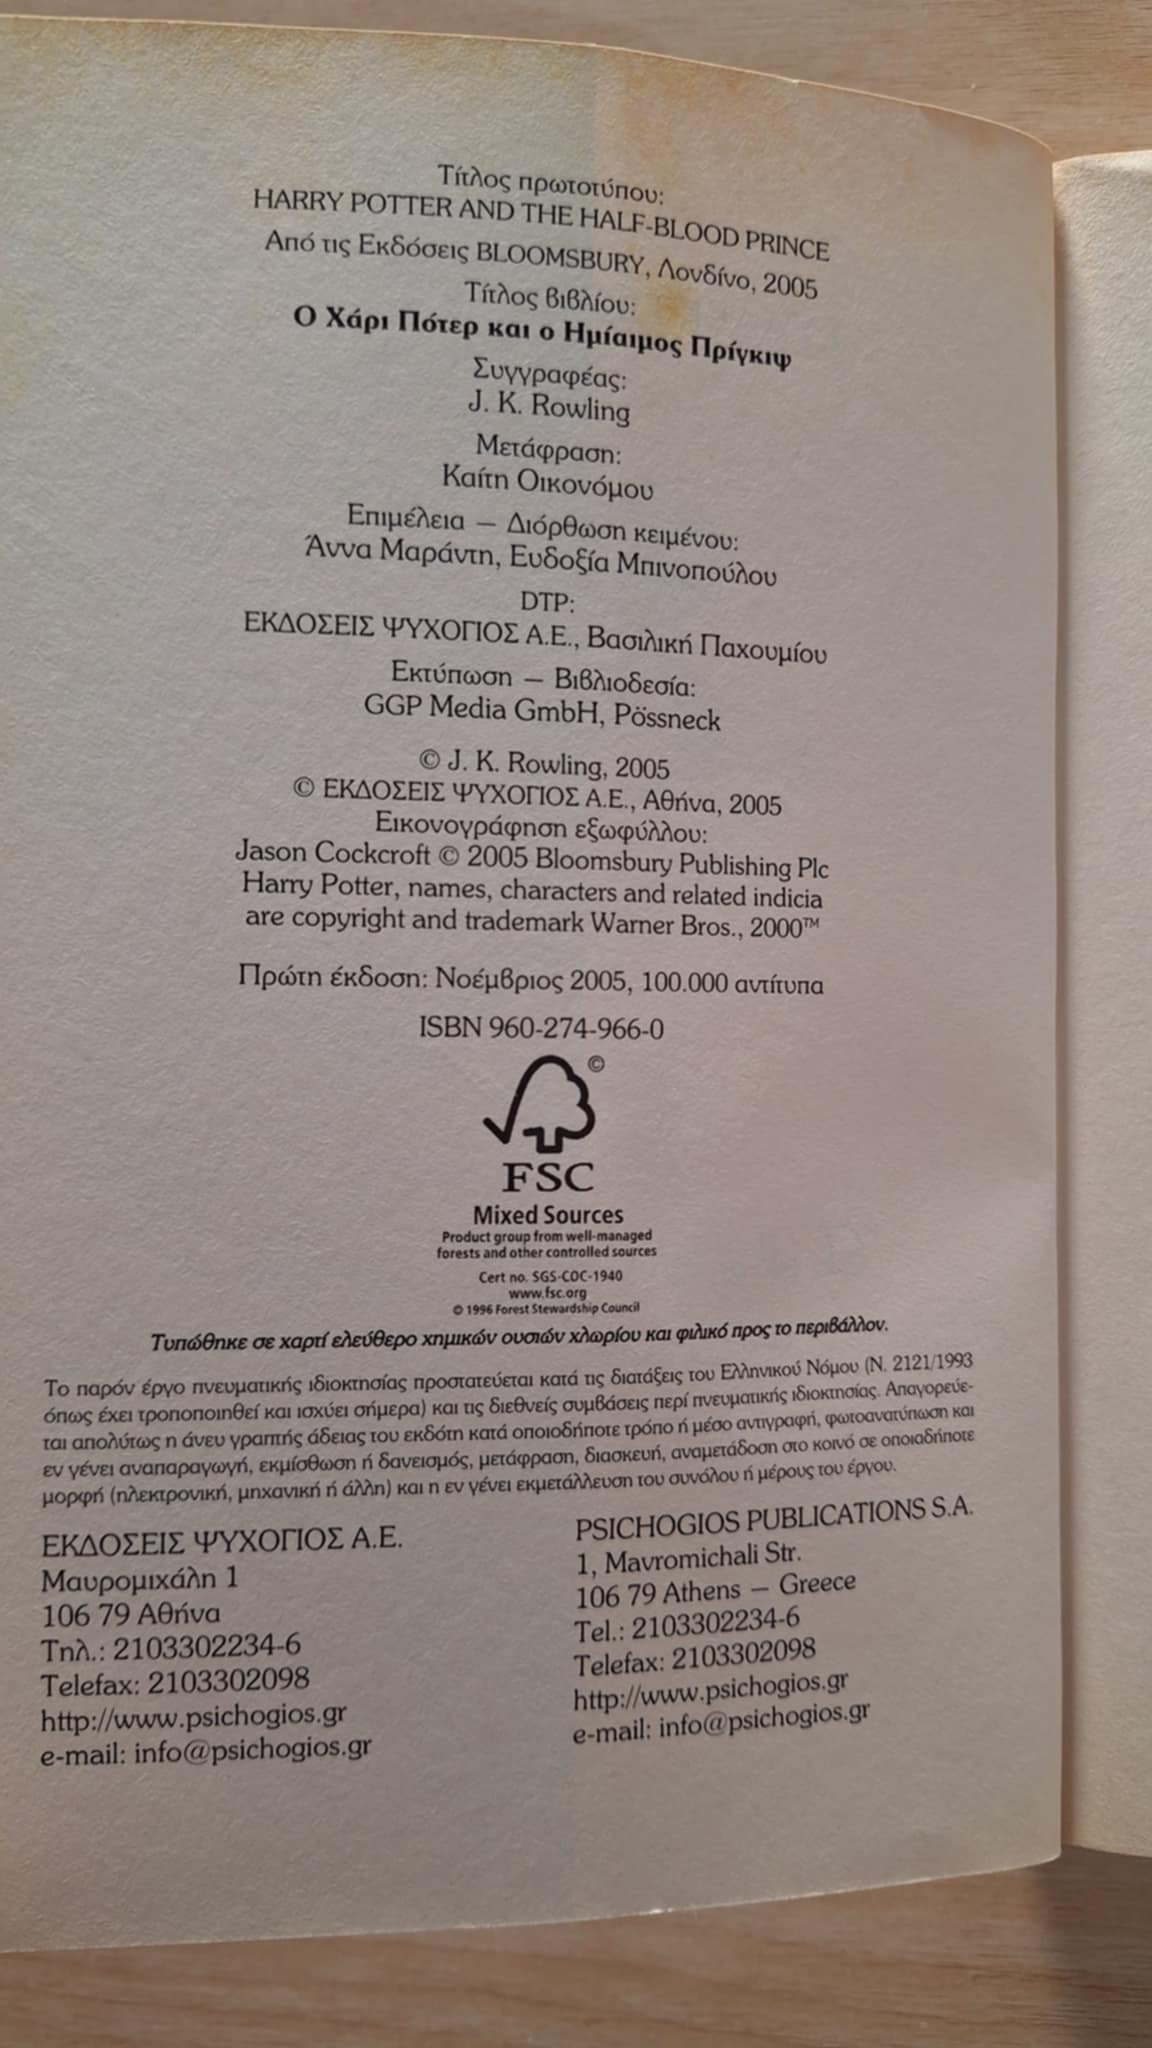 Τίτλος πρωτοτύπου:
HARRY POTTER AND THE HALF-BLOOD PRINCE
Από τις Εκδόσεις BLOOMSBURY, Λονδίνο, 2005
Τίτλος βιβλίου:
Ο Χάρι Πότερ και ο Ημίαιμος Πρίγκιψ
Συγγραφέας:
J. K. Rowling
Μετάφραση:
Καίτη Οικονόμου
Επιμέλεια – Διόρθωση κειμένου:
Άννα Μαράντη, Ευδοξία Μπινοπούλου
DTP:
ΕΚΔΟΣΕΙΣ ΨΥΧΟΓΙΟΣ Α.Ε., Βασιλική Παχουμίου
Εκτύπωση – Βιβλιοδεσία:
GGP Media GmbH, Pössneck
© J. K. Rowling, 2005
© ΕΚΔΟΣΕΙΣ ΨΥΧΟΓΙΟΣ Α.Ε., Αθήνα, 2005
Εικονογράφηση εξωφύλλου:
Jason Cockcroft © 2005 Bloomsbury Publishing Plc
Harry Potter, names, characters and related indicia
are copyright and trademark Warner Bros., 2000™
Πρώτη έκδοση: Νοέμβριος 2005, 100.000 αντίτυπα
ISBN 960-274-966-0
©
FSC
Mixed Sources
Product group from well-managed
forests and other controlled sources
Cert no. SGS-COC-1940
www.fsc.org
© 1996 Forest Stewardship Council
Τυπώθηκε σε χαρτί ελεύθερο χημικών ουσιών χλωρίου και φιλικό προς το περιβάλλον.
Το παρόν έργο πνευματικής ιδιοκτησίας προστατεύεται κατά τις διατάξεις του Ελληνικού Νόμου (Ν. 2121/1993
όπως έχει τροποποιηθεί και ισχύει σήμερα) και τις διεθνείς συμβάσεις περί πνευματικής ιδιοκτησίας. Απαγορεύε-
ται απολύτως η άνευ γραπτής άδειας του εκδότη κατά οποιοδήποτε τρόπο ή μέσο αντιγραφή, φωτοανατύπωση και
εν γένει αναπαραγωγή, εκμίσθωση ή δανεισμός, μετάφραση, διασκευή, αναμετάδοση στο κοινό σε οποιαδήποτε
μορφή (ηλεκτρονική, μηχανική ή άλλη) και η εν γένει εκμετάλλευση του συνόλου ή μέρους του έργου.
ΕΚΔΟΣΕΙΣ ΨΥΧΟΓΙΟΣ Α.Ε.
Μαυρομιχάλη 1
106 79 Αθήνα
Τηλ.: 2103302234-6
Telefax: 2103302098
http://www.psichogios.gr
e-mail: info@psichogios.gr
PSICHOGIOS PUBLICATIONS S.A.
1, Mavromichali Str.
106 79 Athens – Greece
Tel.: 2103302234-6
Telefax: 2103302098
http://www.psichogios.gr
e-mail: info@psichogios.gr